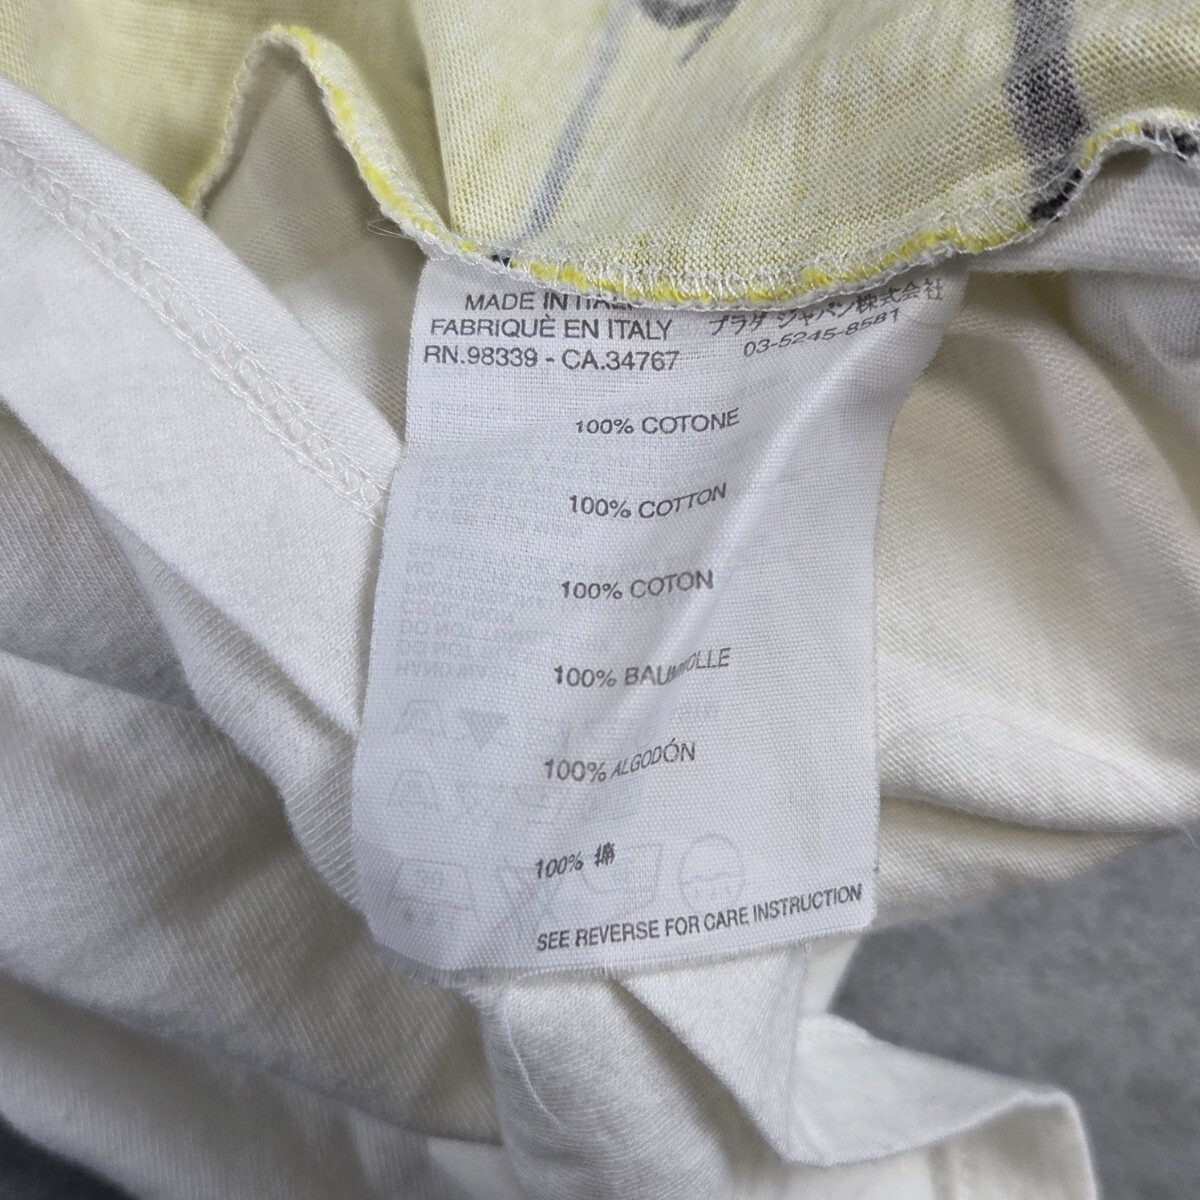 MADE IN ITALY
FABRIQUÈ EN ITALY
RN.98339 - CA.34767
プラダ ジャパン株式会社
03-5245-8581
100% COTONE
100% COTTON
100% COTON
100% BAUMWOLLE
100% ALGODÓN
100% 綿
SEE REVERSE FOR CARE INSTRUCTION